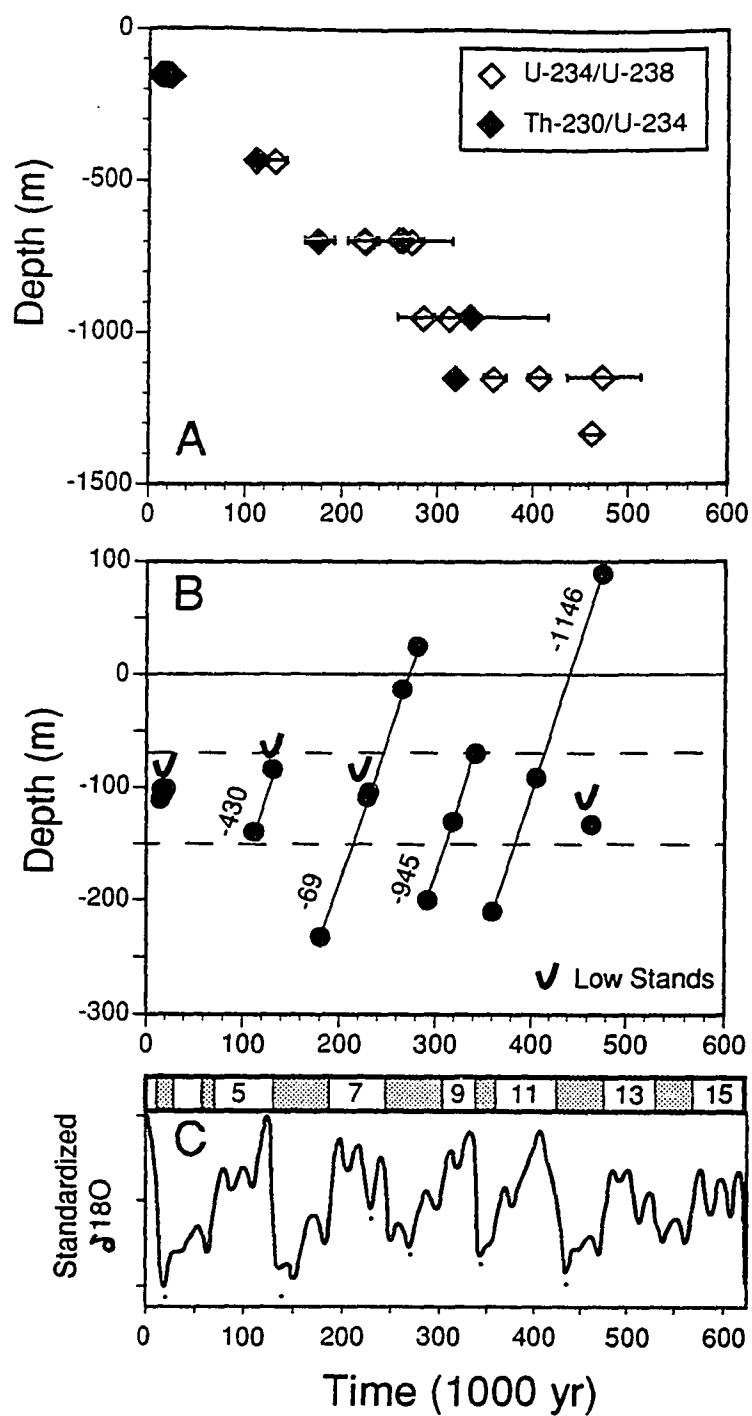 0
-500
-1000
-1500
Depth (m)
U-234/U-238
Th-230/U-234
A
0 100 200 300 400 500 600
100
0
-100
-200
-300
Depth (m)
B
-430
-69
-945
-1146
Low Stands
0 100 200 300 400 500 600
5 7 9 11 13 15
C
Standardized
δ18O
0 100 200 300 400 500 600
Time (1000 yr)